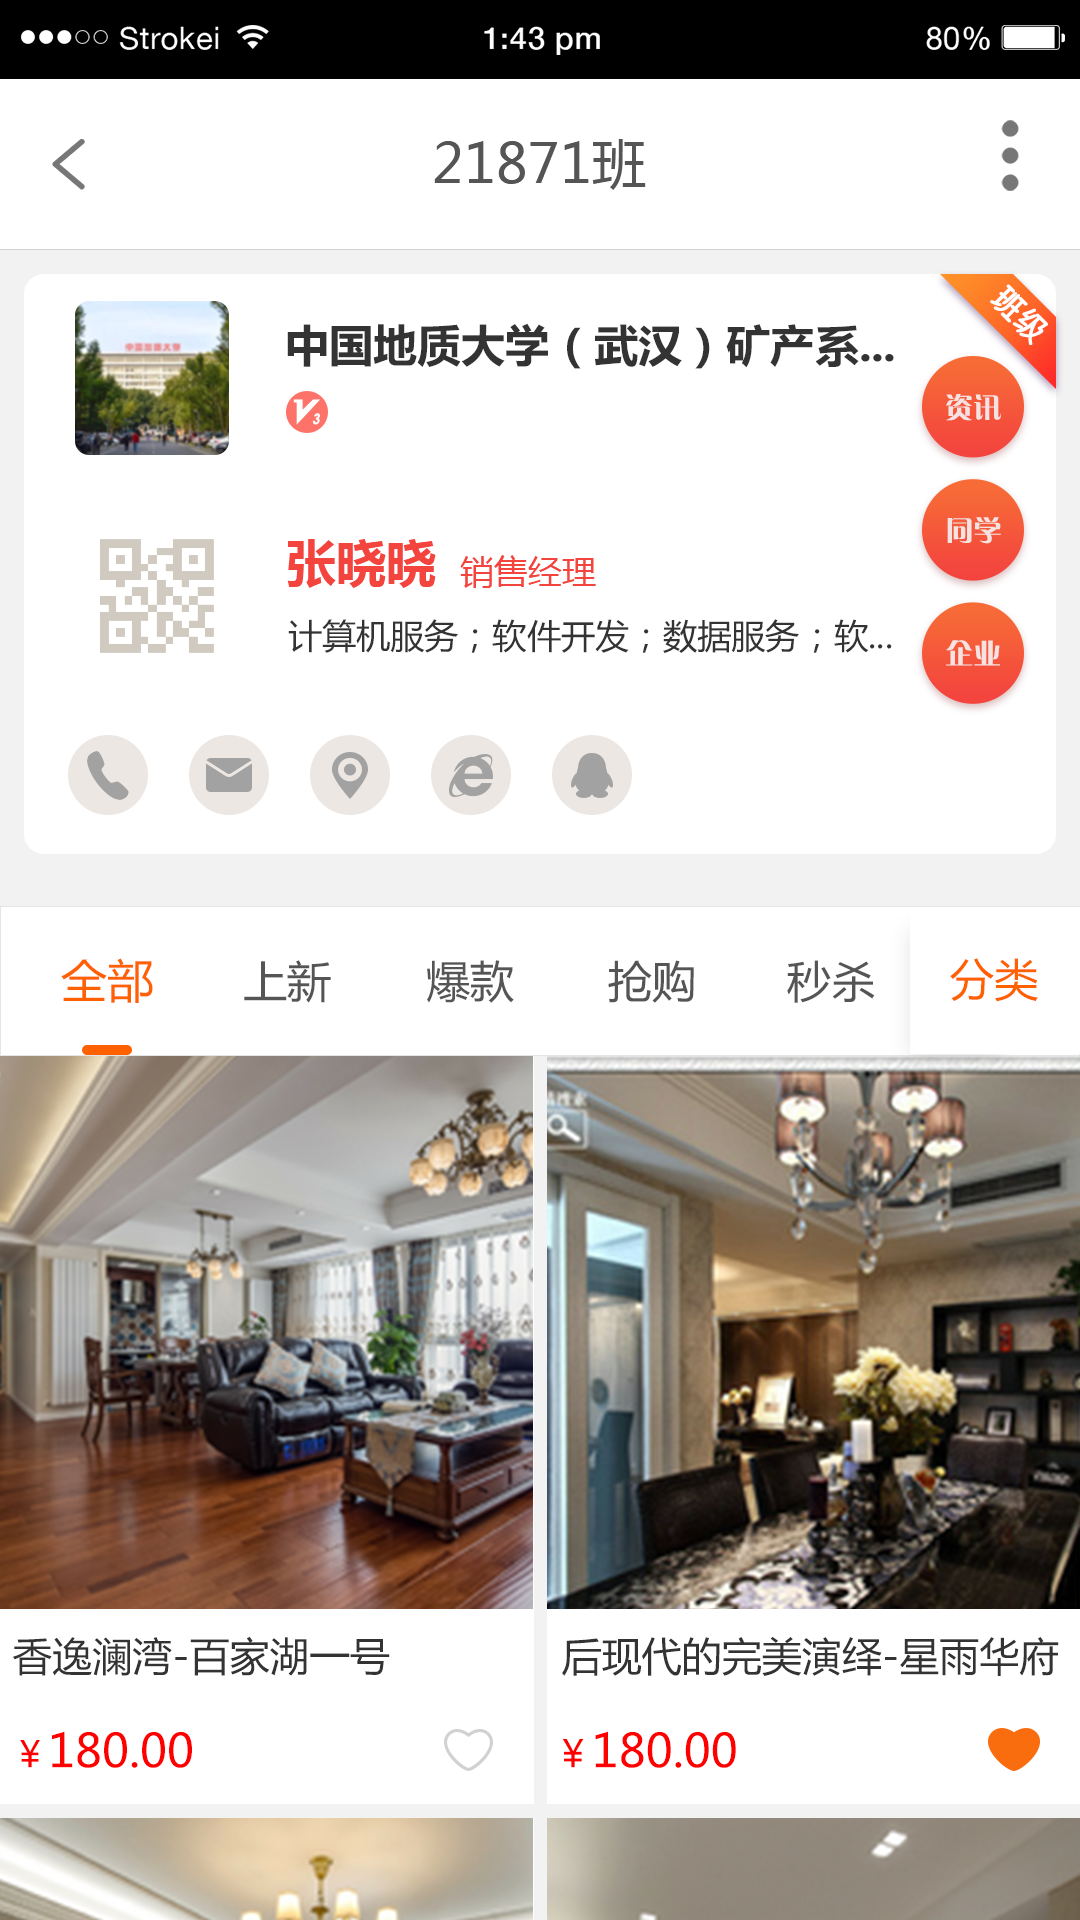 Strokei
1:43 pm
80%
21871班
班级
中国地质大学（武汉）矿产系...
V3
资讯
同学
张晓晓 销售经理
计算机服务；软件开发；数据服务；软...
企业
全部 上新 爆款 抢购 秒杀 分类
香逸澜湾-百家湖一号
¥ 180.00
后现代的完美演绎-星雨华府
¥ 180.00